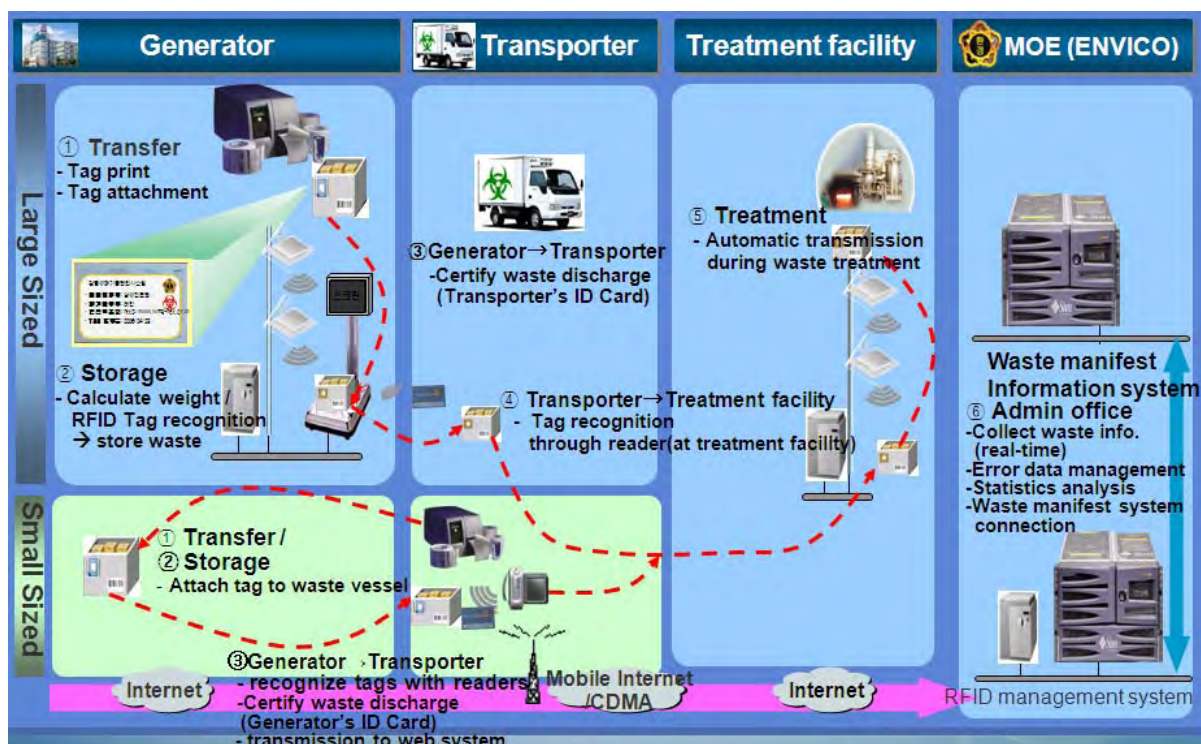 Generator
Transporter
Treatment facility
MOE (ENVICO)
Large Sized
① Transfer
- Tag print
- Tag attachment
② Storage
- Calculate weight /
RFID Tag recognition
→ store waste
③Generator→Transporter
-Certify waste discharge
(Transporter's ID Card)
④ Transporter→Treatment facility
- Tag recognition
through reader(at treatment facility)
⑤ Treatment
- Automatic transmission
during waste treatment
Sun
Waste manifest
Information system
⑥ Admin office
-Collect waste info.
(real-time)
-Error data management
-Statistics analysis
-Waste manifest system
connection
Small Sized
① Transfer /
② Storage
- Attach tag to waste vessel
③Generator→Transporter
- recognize tags with readers
-Certify waste discharge
(Generator's ID Card)
- transmission to web system
Internet
Mobile Internet
/CDMA
Internet
RFID management system